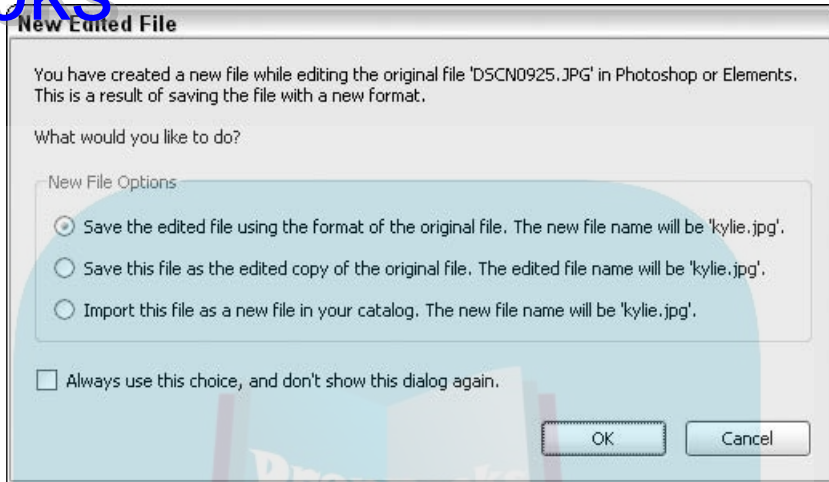 New Edited File
You have created a new file while editing the original file 'DSCN0925.JPG' in Photoshop or Elements.
This is a result of saving the file with a new format.
What would you like to do?
New File Options
Save the edited file using the format of the original file. The new file name will be 'kylie.jpg'.
Save this file as the edited copy of the original file. The edited file name will be 'kylie.jpg'.
Import this file as a new file in your catalog. The new file name will be 'kylie.jpg'.
Always use this choice, and don't show this dialog again.
OK Cancel